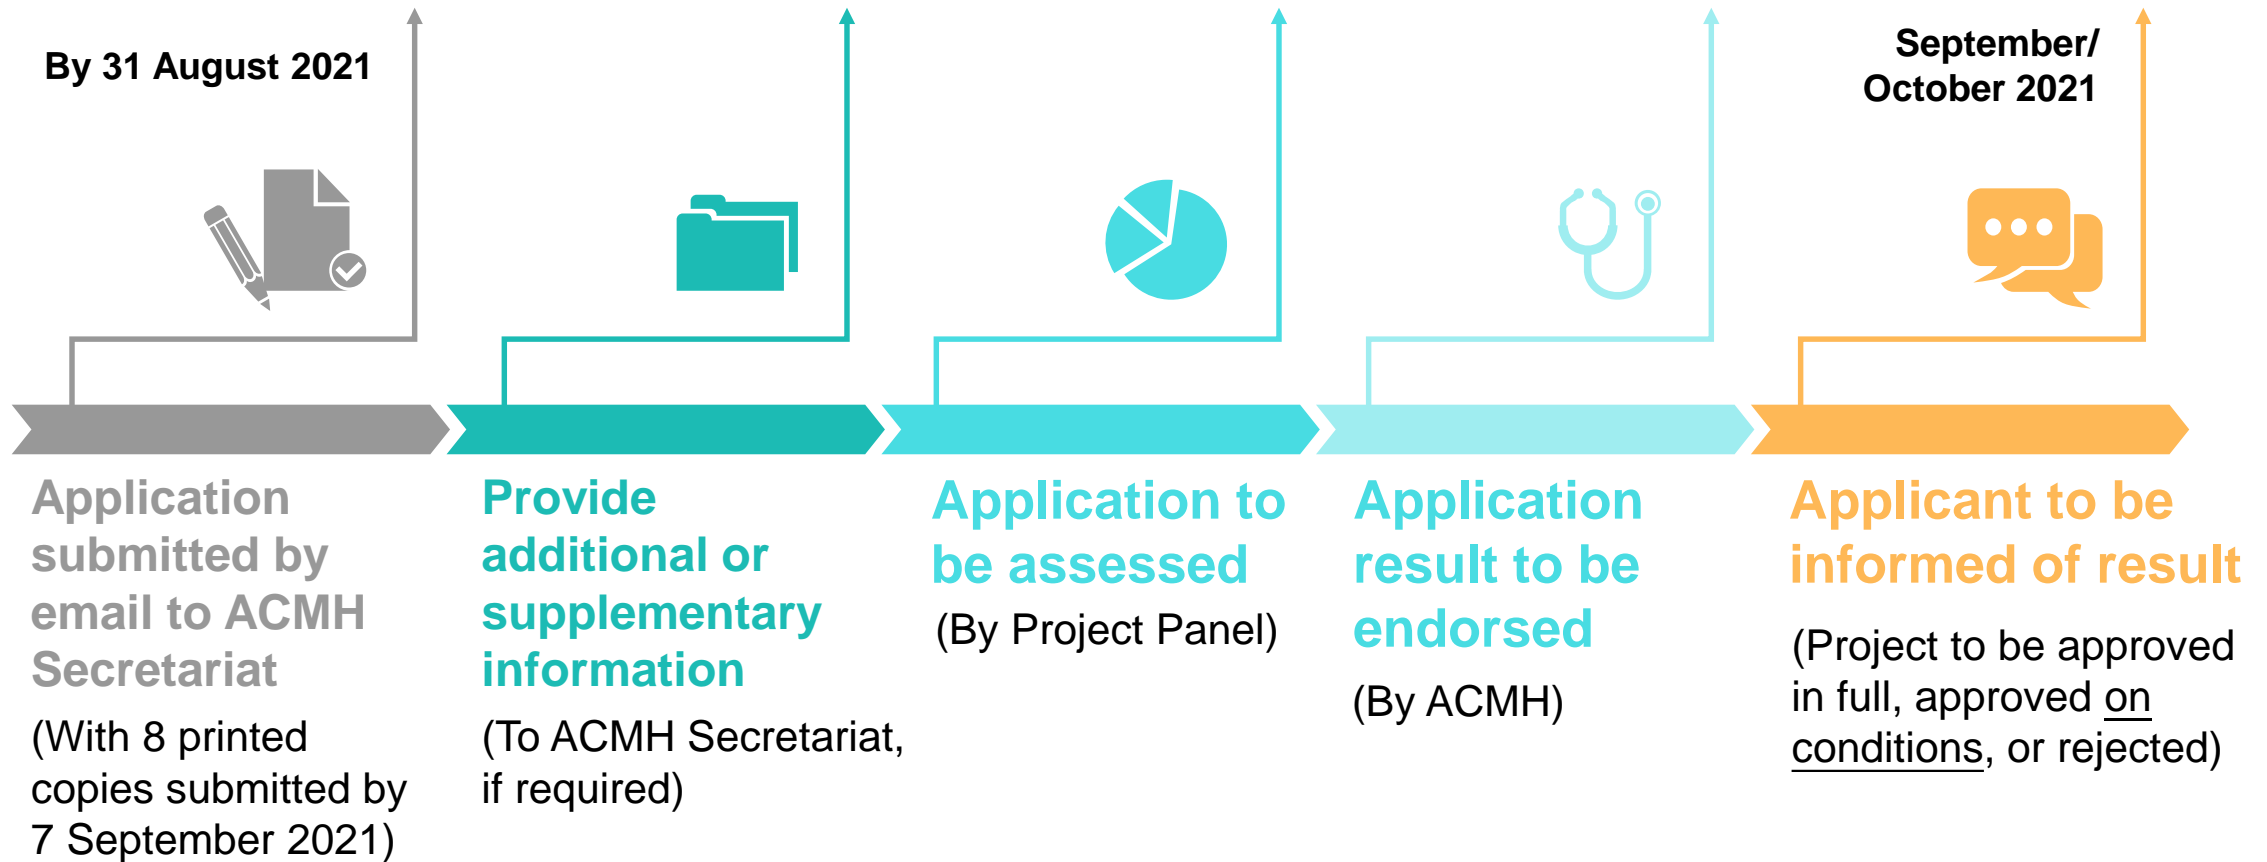 By 31 August 2021
September/
October 2021
Application
submitted by
email to ACMH
Secretariat
(With 8 printed
copies submitted by
7 September 2021)
Provide
additional or
supplementary
information
(To ACMH Secretariat,
if required)
Application to
be assessed
(By Project Panel)
Application
result to be
endorsed
(By ACMH)
Applicant to be
informed of result
(Project to be approved
in full, approved on
conditions, or rejected)